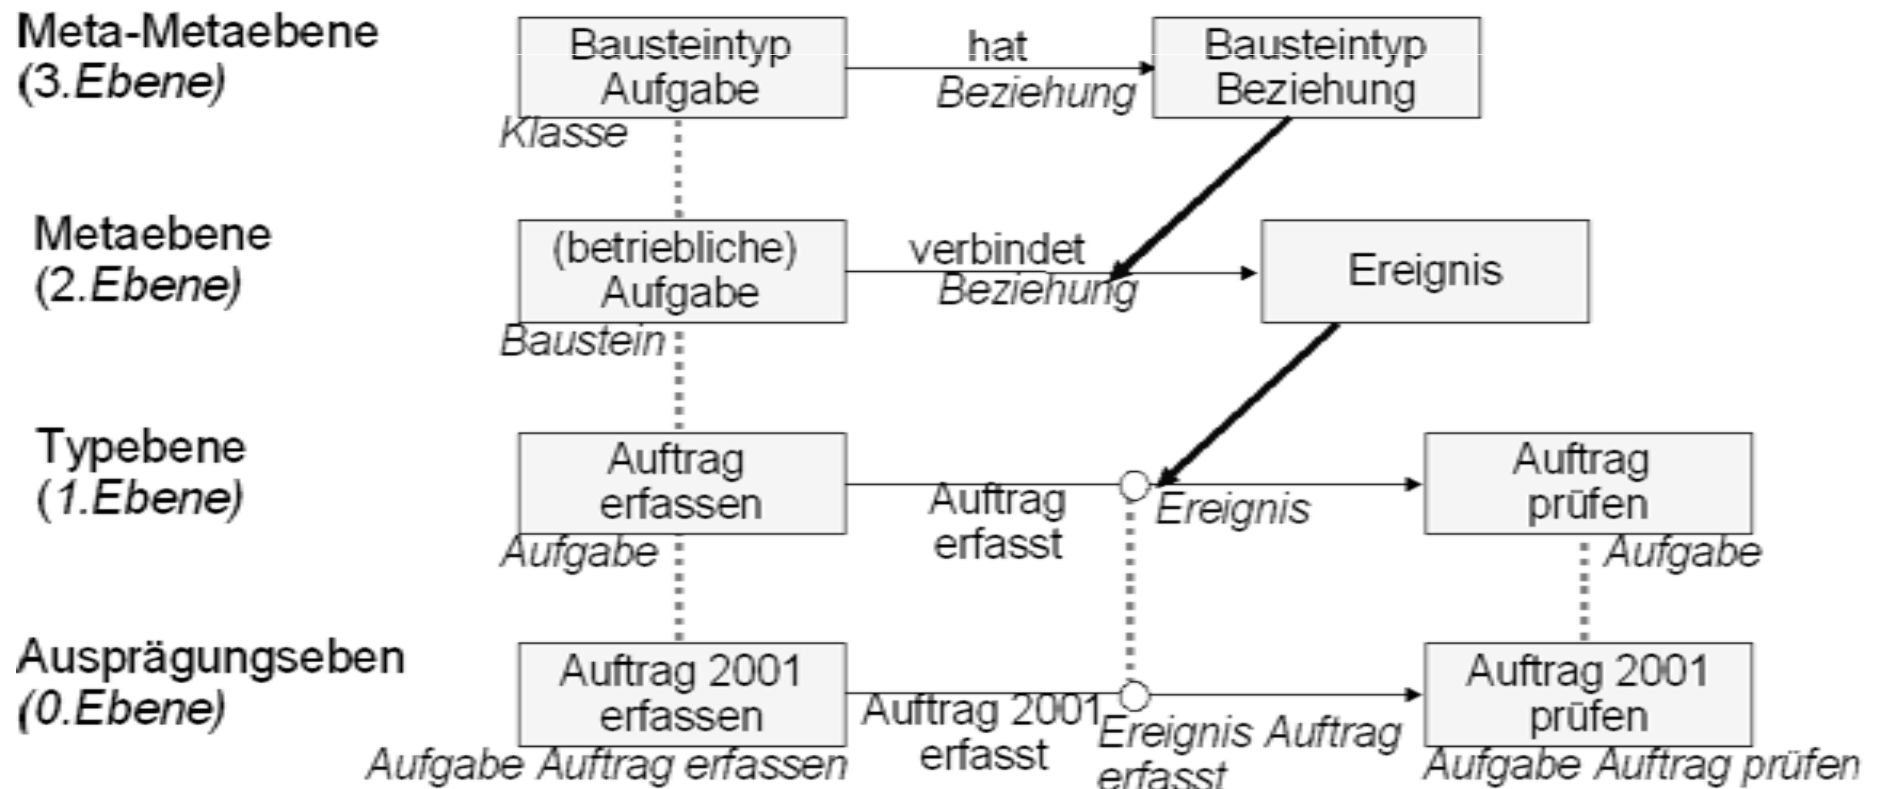 Meta-Metaebene
(3.Ebene)
Bausteintyp
Aufgabe
Klasse
hat
Beziehung
Bausteintyp
Beziehung
Metaebene
(2.Ebene)
(betriebliche)
Aufgabe
Baustein
verbindet
Beziehung
Ereignis
Typebene
(1.Ebene)
Auftrag
erfassen
Aufgabe
Auftrag
erfasst
Ereignis
Auftrag
prüfen
Aufgabe
Ausprägungseben
(0.Ebene)
Auftrag 2001
erfassen
Aufgabe Auftrag erfassen
Auftrag 2001
erfasst
Ereignis Auftrag
erfasst
Auftrag 2001
prüfen
Aufgabe Auftrag prüfen